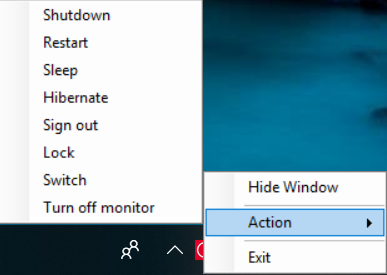 Shutdown
Restart
Sleep
Hibernate
Sign out
Lock
Switch
Turn off monitor
Hide Window
Action
Exit